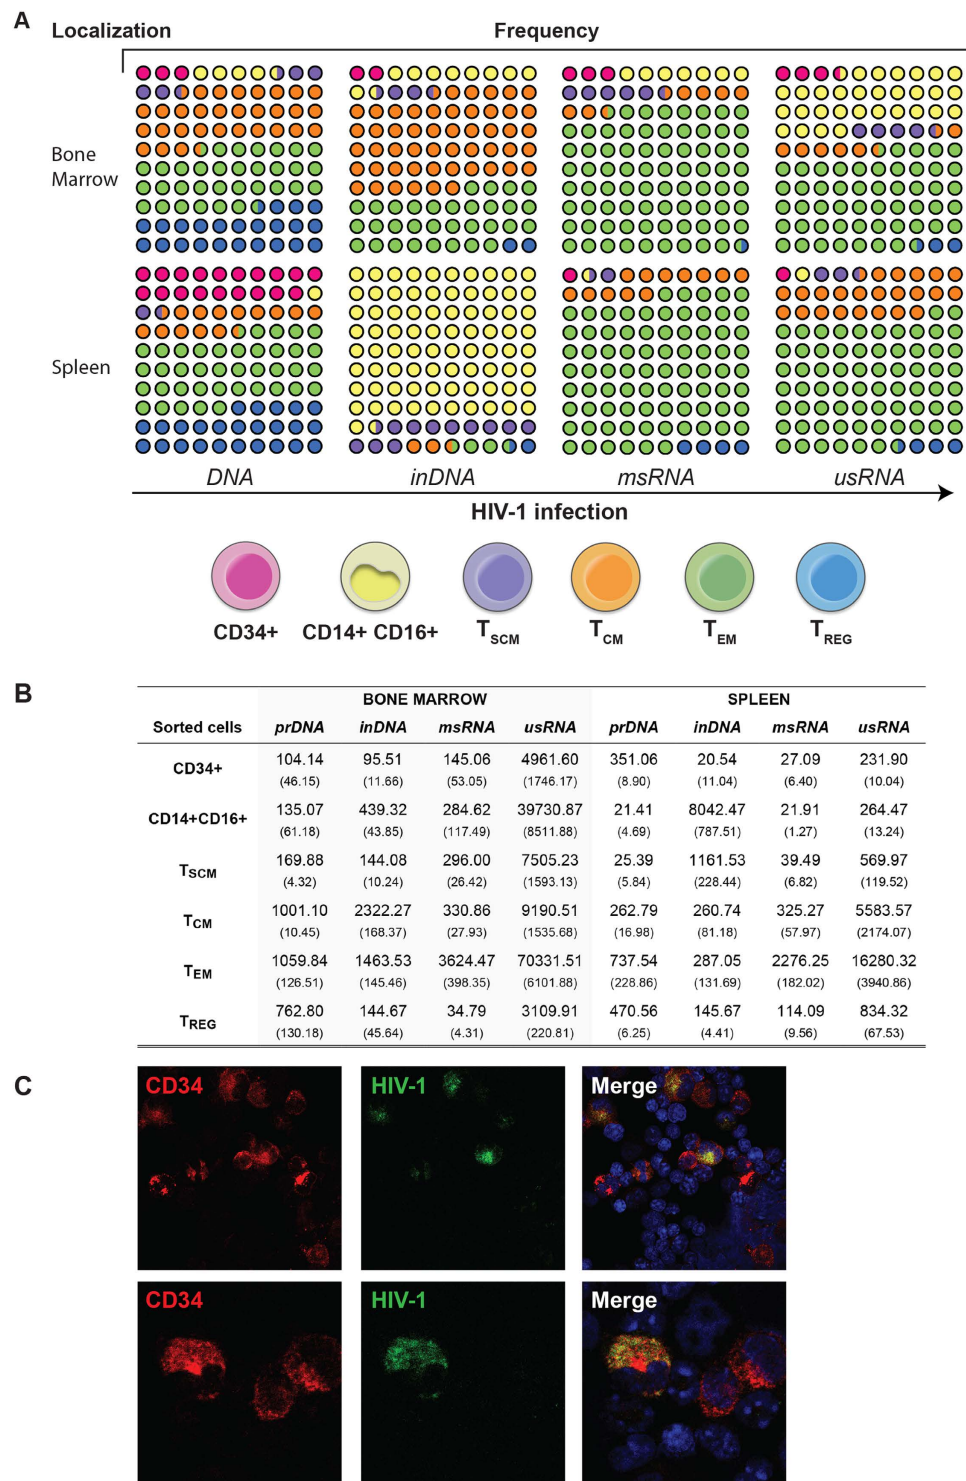 A
Localization Frequency
Bone
Marrow
Spleen
DNA inDNA msRNA usRNA
HIV-1 infection
CD34+ CD14+ CD16+ TSCM TCM TEM TREG
B
BONE MARROW SPLEEN
Sorted cells prDNA inDNA msRNA usRNA prDNA inDNA msRNA usRNA
CD34+ 104.14 95.51 145.06 4961.60 351.06 20.54 27.09 231.90
(46.15) (11.66) (53.05) (1746.17) (8.90) (11.04) (6.40) (10.04)
CD14+CD16+ 135.07 439.32 284.62 39730.87 21.41 8042.47 21.91 264.47
(61.18) (43.85) (117.49) (8511.88) (4.69) (787.51) (1.27) (13.24)
TSCM 169.88 144.08 296.00 7505.23 25.39 1161.53 39.49 569.97
(4.32) (10.24) (26.42) (1593.13) (5.84) (228.44) (6.82) (119.52)
TCM 1001.10 2322.27 330.86 9190.51 262.79 260.74 325.27 5583.57
(10.45) (168.37) (27.93) (1535.68) (16.98) (81.18) (57.97) (2174.07)
TEM 1059.84 1463.53 3624.47 70331.51 737.54 287.05 2276.25 16280.32
(126.51) (145.46) (398.35) (6101.88) (228.86) (131.69) (182.02) (3940.86)
TREG 762.80 144.67 34.79 3109.91 470.56 145.67 114.09 834.32
(130.18) (45.64) (4.31) (220.81) (6.25) (4.41) (9.56) (67.53)
C
CD34 HIV-1 Merge
CD34 HIV-1 Merge